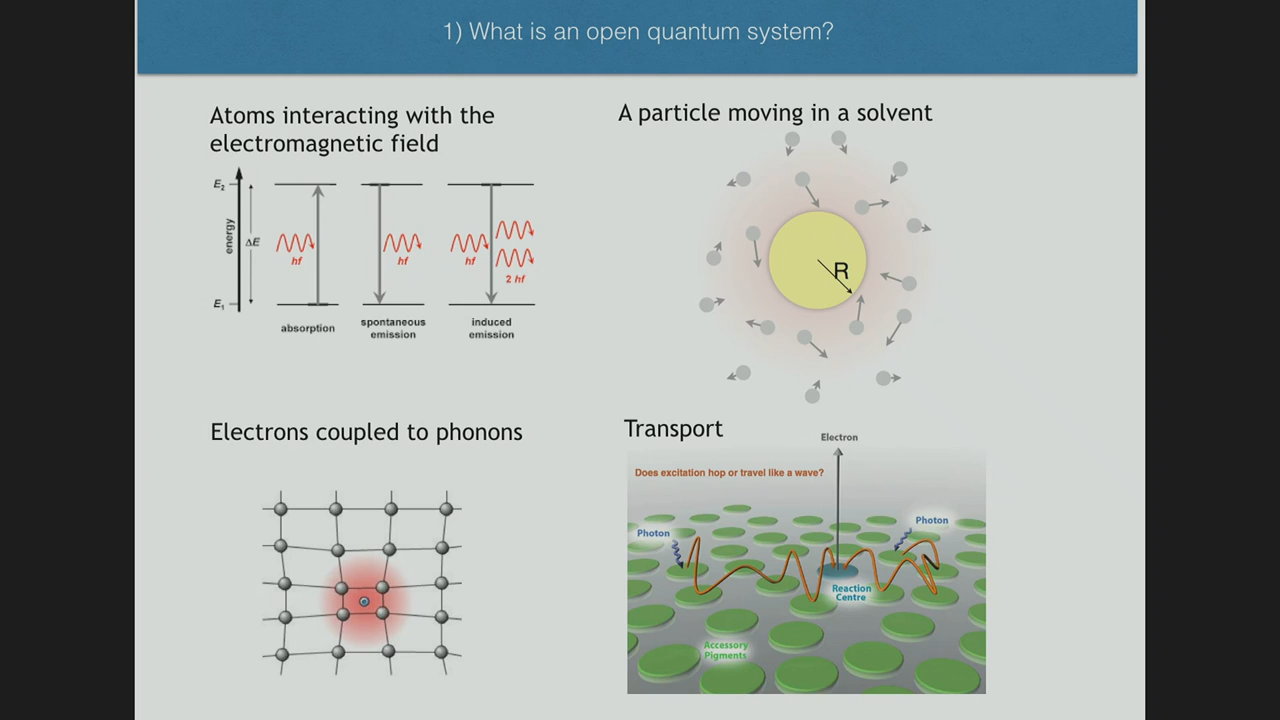 1) What is an open quantum system?
Atoms interacting with the
electromagnetic field
E₂
energy
ΔE
E₁
hf
hf
hf
2 hf
absorption
spontaneous
emission
induced
emission
A particle moving in a solvent
R
Electrons coupled to phonons
Transport
Electron
Does excitation hop or travel like a wave?
Photon
Photon
Reaction
Centre
Accessory
Pigments